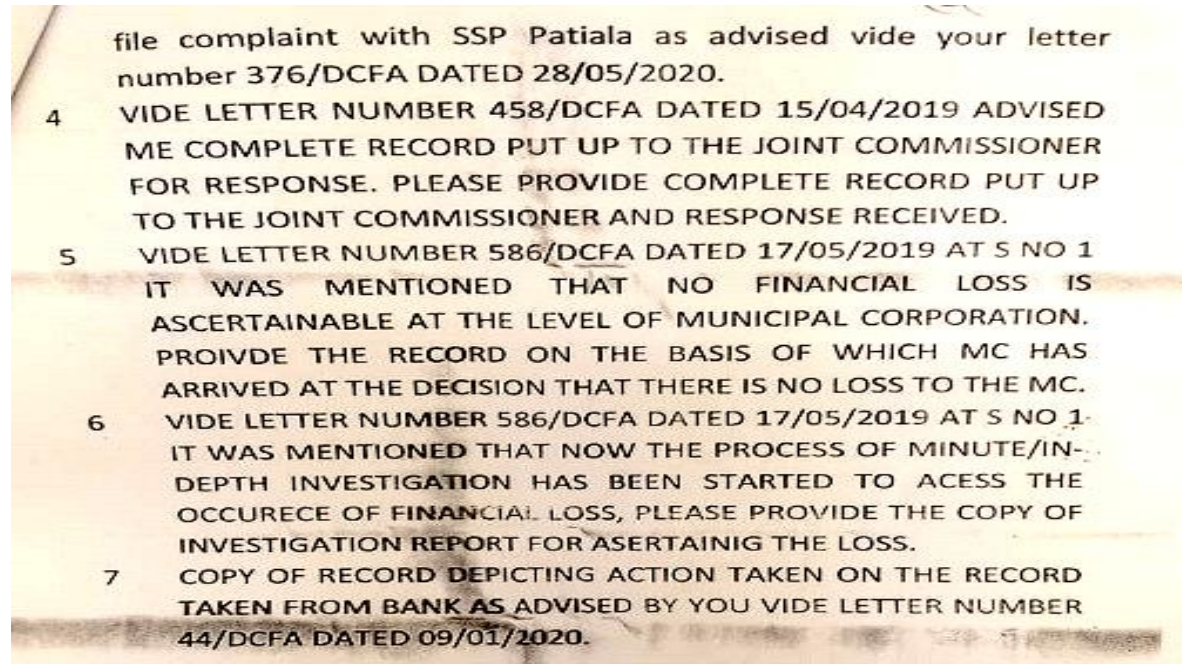 file complaint with SSP Patiala as advised vide your letter
number 376/DCFA DATED 28/05/2020.
4 VIDE LETTER NUMBER 458/DCFA DATED 15/04/2019 ADVISED
ME COMPLETE RECORD PUT UP TO THE JOINT COMMISSIONER
FOR RESPONSE. PLEASE PROVIDE COMPLETE RECORD PUT UP
TO THE JOINT COMMISSIONER AND RESPONSE RECEIVED.
5 VIDE LETTER NUMBER 586/DCFA DATED 17/05/2019 AT S NO 1
IT WAS MENTIONED THAT NO FINANCIAL LOSS IS
ASCERTAINABLE AT THE LEVEL OF MUNICIPAL CORPORATION.
PROIVDE THE RECORD ON THE BASIS OF WHICH MC HAS
ARRIVED AT THE DECISION THAT THERE IS NO LOSS TO THE MC.
6 VIDE LETTER NUMBER 586/DCFA DATED 17/05/2019 AT S NO 1
IT WAS MENTIONED THAT NOW THE PROCESS OF MINUTE/IN-
DEPTH INVESTIGATION HAS BEEN STARTED TO ACESS THE
OCCURECE OF FINANCIAL LOSS, PLEASE PROVIDE THE COPY OF
INVESTIGATION REPORT FOR ASERTAINIG THE LOSS.
7 COPY OF RECORD DEPICTING ACTION TAKEN ON THE RECORD
TAKEN FROM BANK AS ADVISED BY YOU VIDE LETTER NUMBER
44/DCFA DATED 09/01/2020.